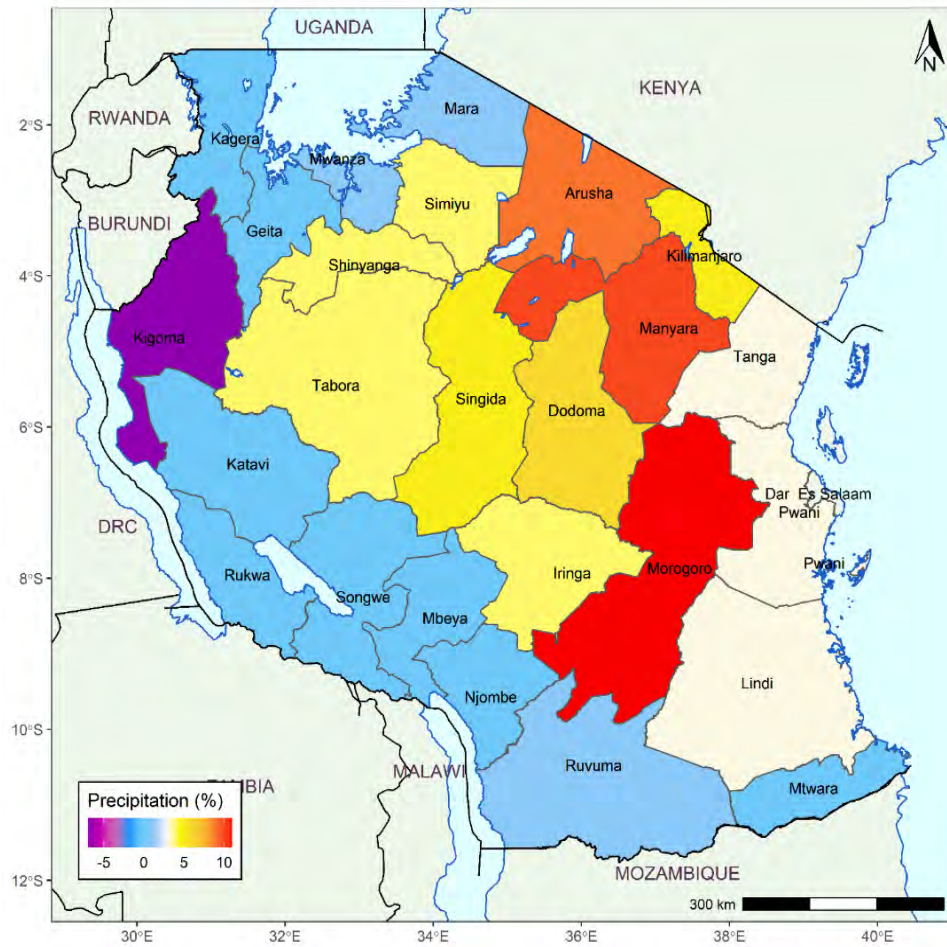 UGANDA
KENYA
N
Mara
2°S
RWANDA
Kagera
Mwanza
Arusha
Simiyu
BURUNDI
Geita
Kilimanjaro
Shinyanga
4°S
Kigoma
Manyara
Tanga
Tabora
Singida
Dodoma
6°S
Katavi
Dar Es Salaam
Pwani
DRC
Pwani
Rukwa
Iringa
Morogoro
8°S
Songwe
Mbeya
Njombe
Lindi
10°S
Ruvuma
MALAWI
Mtwara
Precipitation (%)
-5 0 5 10
MOZAMBIQUE
12°S
300 km
30°E 32°E 34°E 36°E 38°E 40°E